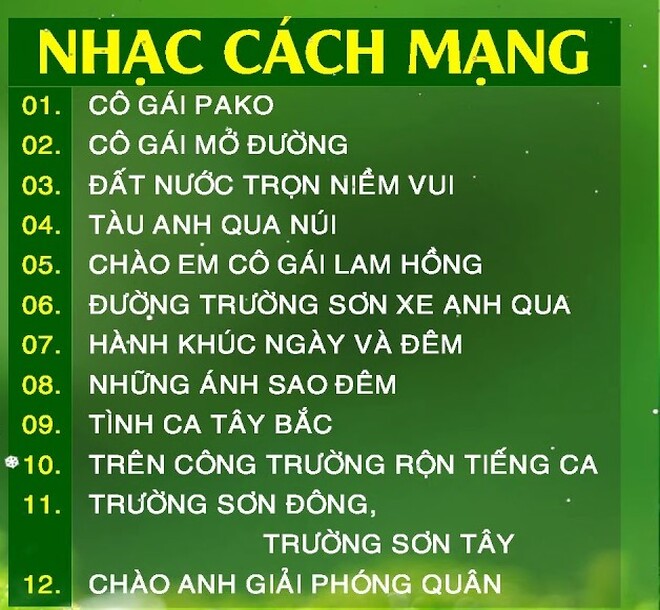 NHẠC CÁCH MẠNG
01. CÔ GÁI PAKO
02. CÔ GÁI MỞ ĐƯỜNG
03. ĐẤT NƯỚC TRỌN NIỀM VUI
04. TÀU ANH QUA NÚI
05. CHÀO EM CÔ GÁI LAM HỒNG
06. ĐƯỜNG TRƯỜNG SƠN XE ANH QUA
07. HÀNH KHÚC NGÀY VÀ ĐÊM
08. NHỮNG ÁNH SAO ĐÊM
09. TÌNH CA TÂY BẮC
10. TRÊN CÔNG TRƯỜNG RỘN TIẾNG CA
11. TRƯỜNG SƠN ĐÔNG,
TRƯỜNG SƠN TÂY
12. CHÀO ANH GIẢI PHÓNG QUÂN